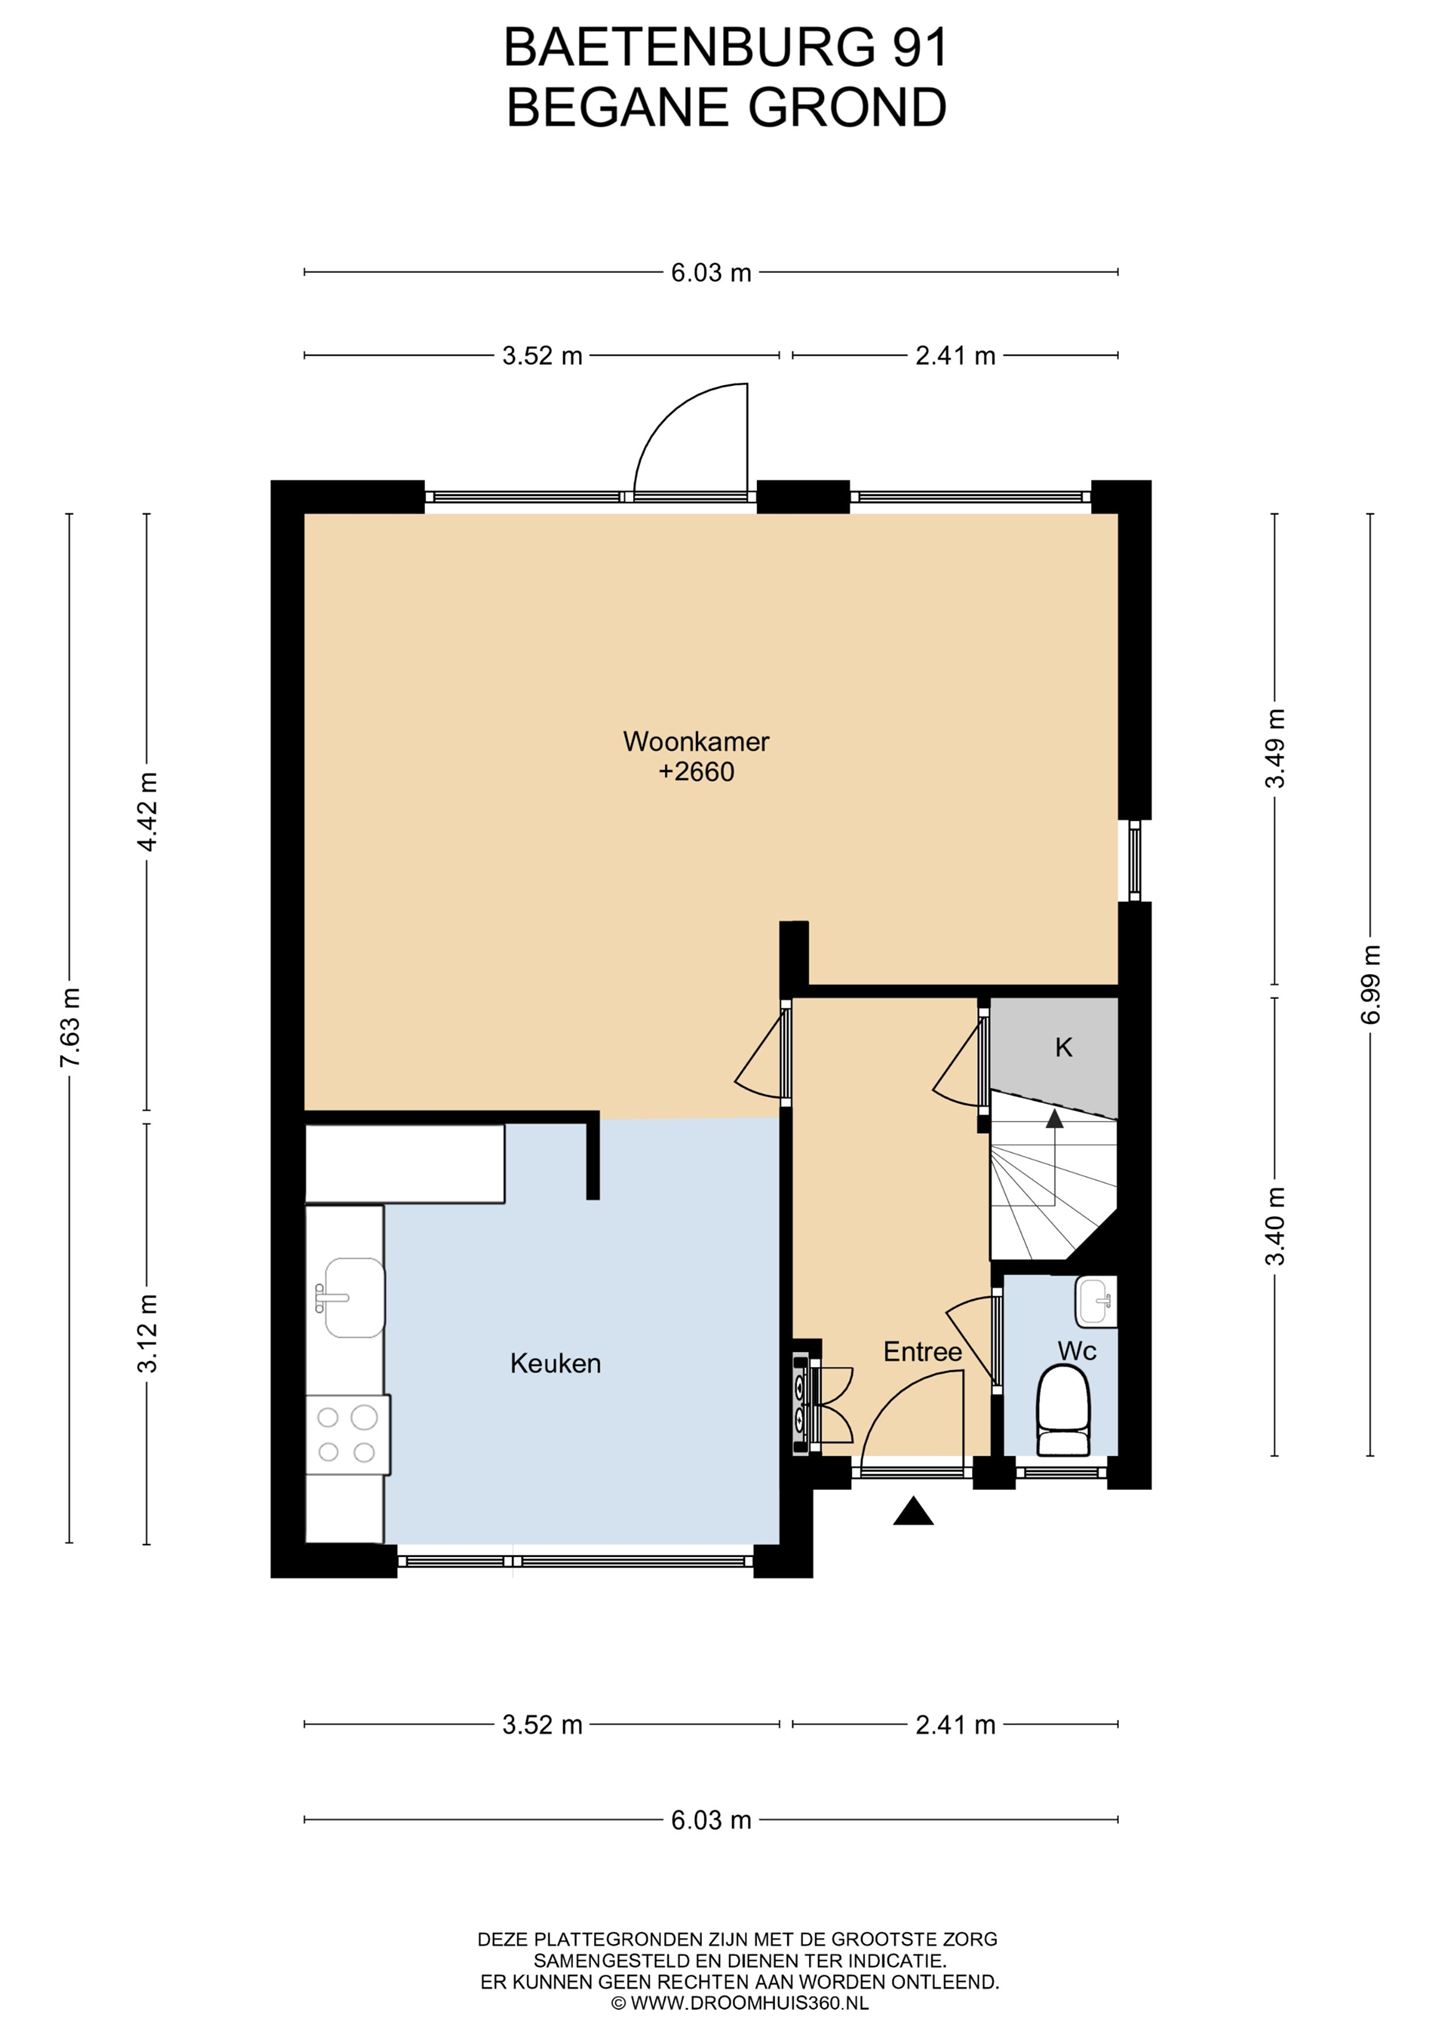 BAETENBURG 91
BEGANE GROND
6.03 m
3.52 m
2.41 m
Woonkamer
+2660
4.42 m
3.49 m
7.63 m
6.99 m
K
3.12 m
3.40 m
Keuken
Entree
Wc
3.52 m
2.41 m
6.03 m
DEZE PLATTEGRONDEN ZIJN MET DE GROOTSTE ZORG
SAMENGESTELD EN DIENEN TER INDICATIE.
ER KUNNEN GEEN RECHTEN AAN WORDEN ONTLEEND.
© WWW.DROOMHUIS360.NL